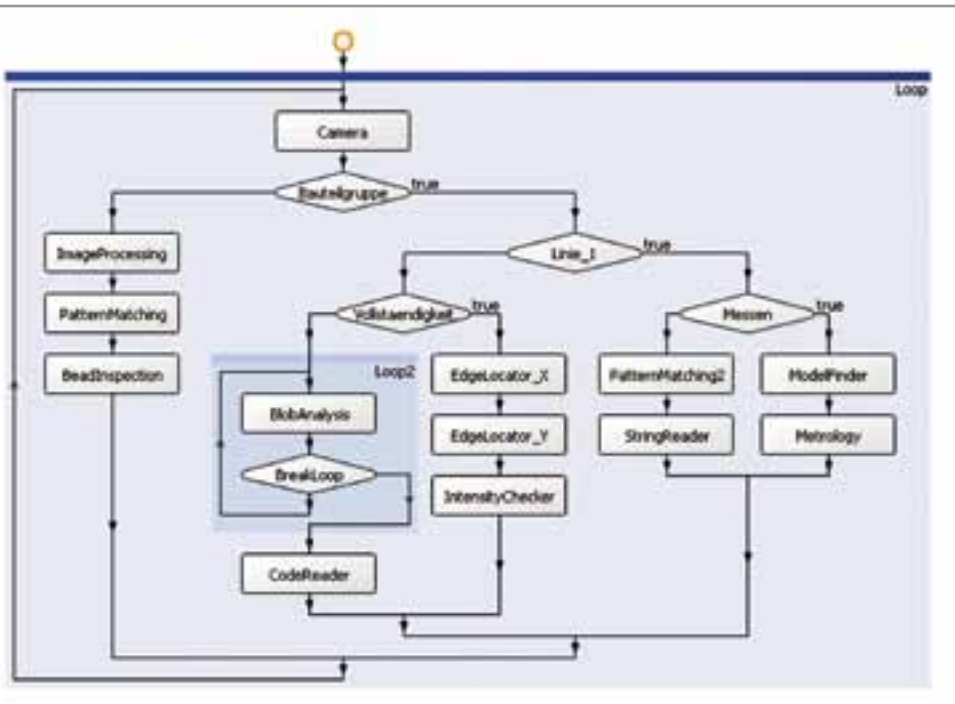 Loop
Camera
Bauteilgruppe
true
Linie_1
true
ImageProcessing
Vollstaendigkeit
true
Messen
true
PatternMatching
BeadInspection
Loop2
EdgeLocator_X
PatternMatching2
ModelFinder
BlobAnalysis
EdgeLocator_Y
StringReader
Metrology
BreakLoop
IntensityChecker
CodeReader